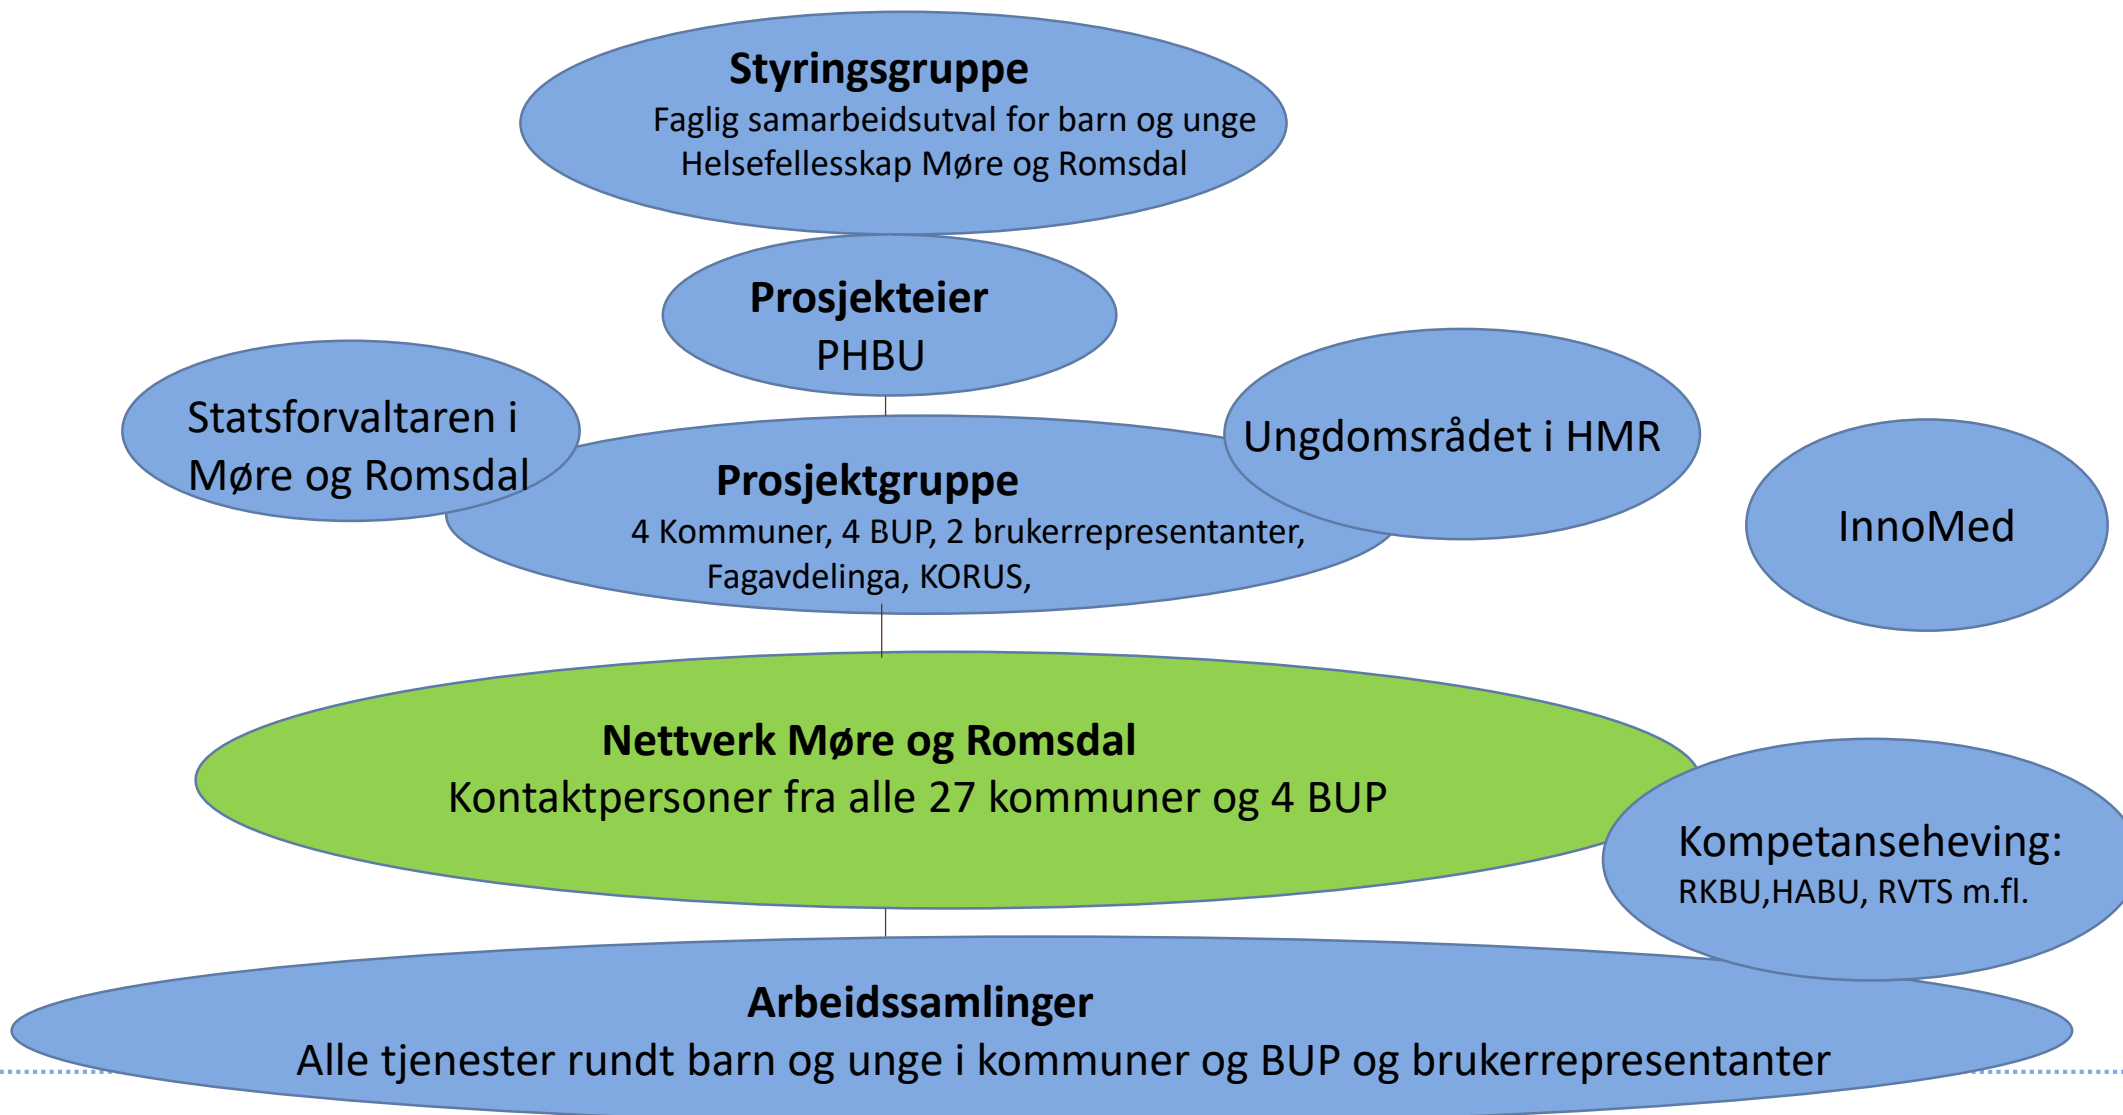 Styringsgruppe
Faglig samarbeidsutval for barn og unge
Helsefellesskap Møre og Romsdal
Prosjekteier
PHBU
Statsforvaltaren i
Møre og Romsdal
Ungdomsrådet i HMR
Prosjektgruppe
4 Kommuner, 4 BUP, 2 brukerrepresentanter,
Fagavdelinga, KORUS,
InnoMed
Nettverk Møre og Romsdal
Kontaktpersoner fra alle 27 kommuner og 4 BUP
Kompetanseheving:
RKBU,HABU, RVTS m.fl.
Arbeidssamlinger
Alle tjenester rundt barn og unge i kommuner og BUP og brukerrepresentanter